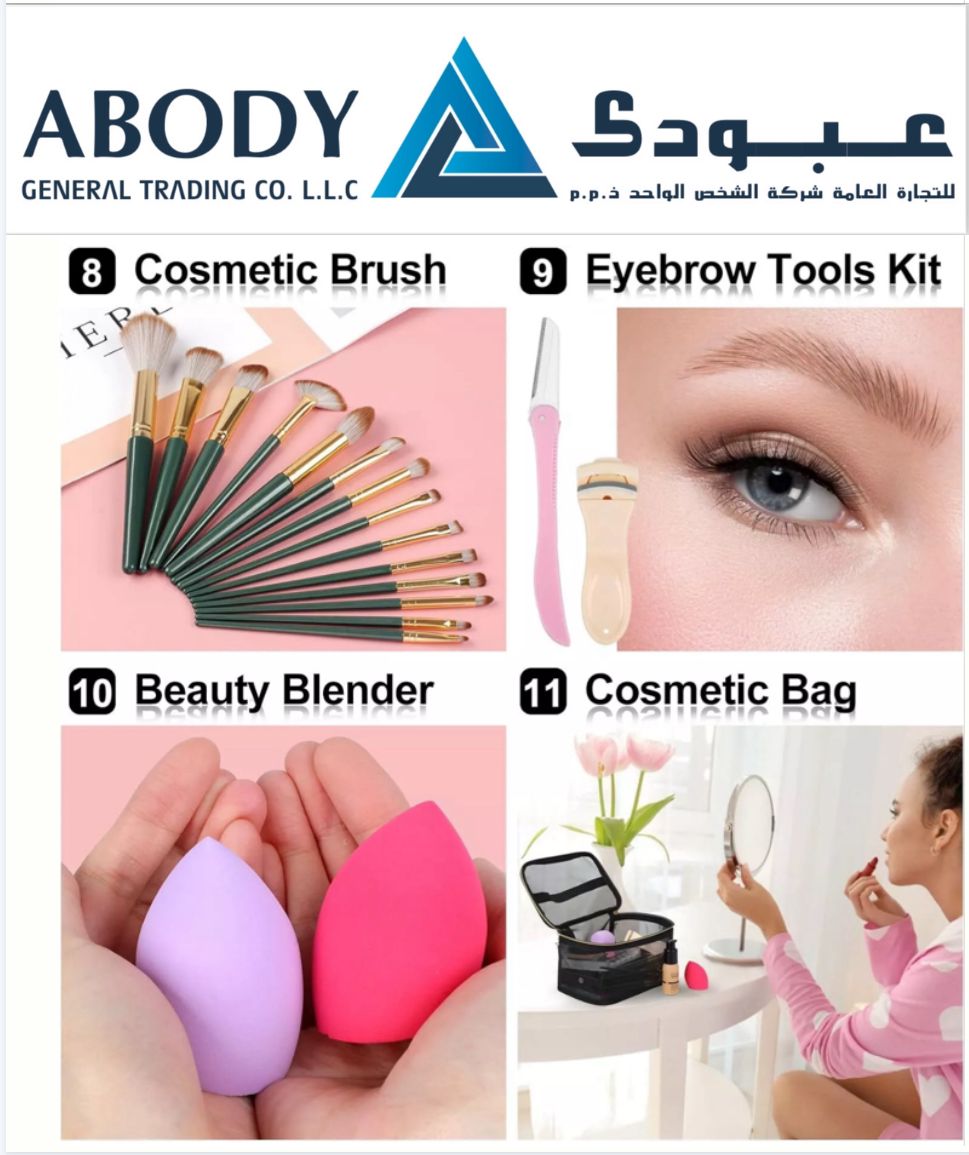 ABODY
GENERAL TRADING CO. L.L.C
عبودي
للتجارة العامة شركة الشخص الواحد ذ.م.م
8 Cosmetic Brush
9 Eyebrow Tools Kit
10 Beauty Blender
11 Cosmetic Bag